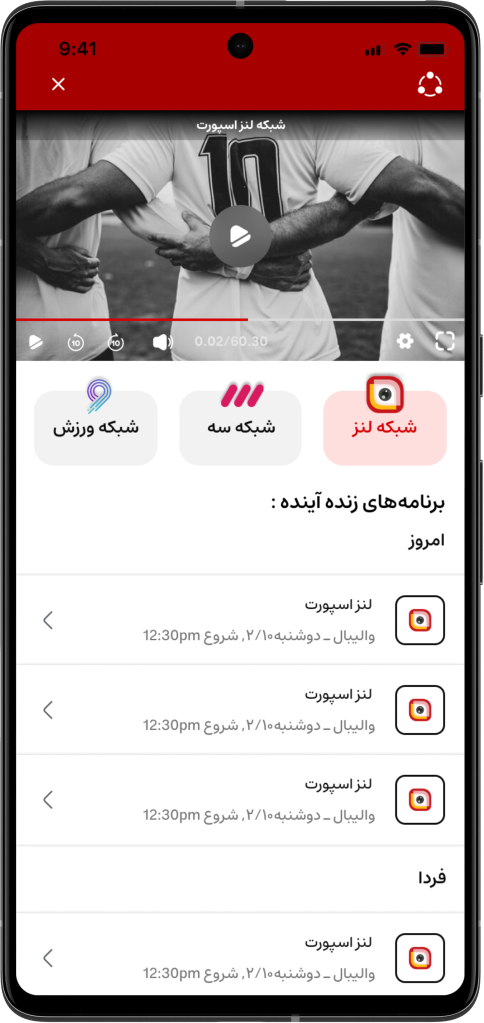 9:41
شبکه لنز اسپورت
10
10
10
0.02/60.30
شبکه لنز
شبکه سه
شبکه ورزش
برنامه‌های زنده آینده :
امروز
لنز اسپورت
والیبال ـ دوشنبه۲/۱۰, شروع 12:30pm
لنز اسپورت
والیبال ـ دوشنبه۲/۱۰, شروع 12:30pm
لنز اسپورت
والیبال ـ دوشنبه۲/۱۰, شروع 12:30pm
فردا
لنز اسپورت
والیبال ـ دوشنبه۲/۱۰, شروع 12:30pm